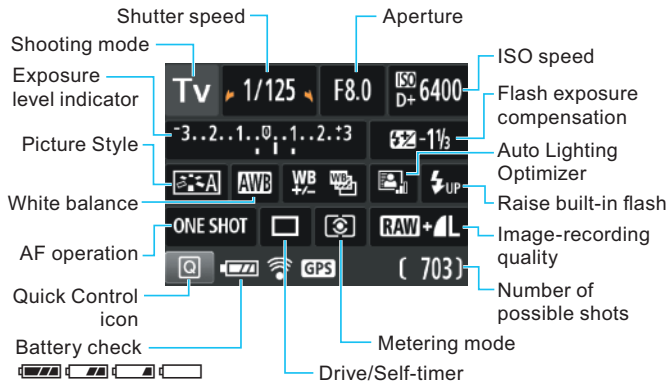 Shutter speed
Aperture
Shooting mode
ISO speed
Exposure
level indicator
Flash exposure
compensation
Picture Style
Auto Lighting
Optimizer
White balance
Raise built-in flash
AF operation
Image-recording
quality
Quick Control
icon
Number of
possible shots
Battery check
Metering mode
Drive/Self-timer
Tv 1/125 F8.0 ISO D+ 6400
-3..2..1..0..1..2.+3 -1⅓
A AWB WB +/- WB UP
ONE SHOT RAW+L
Q GPS ( 703)